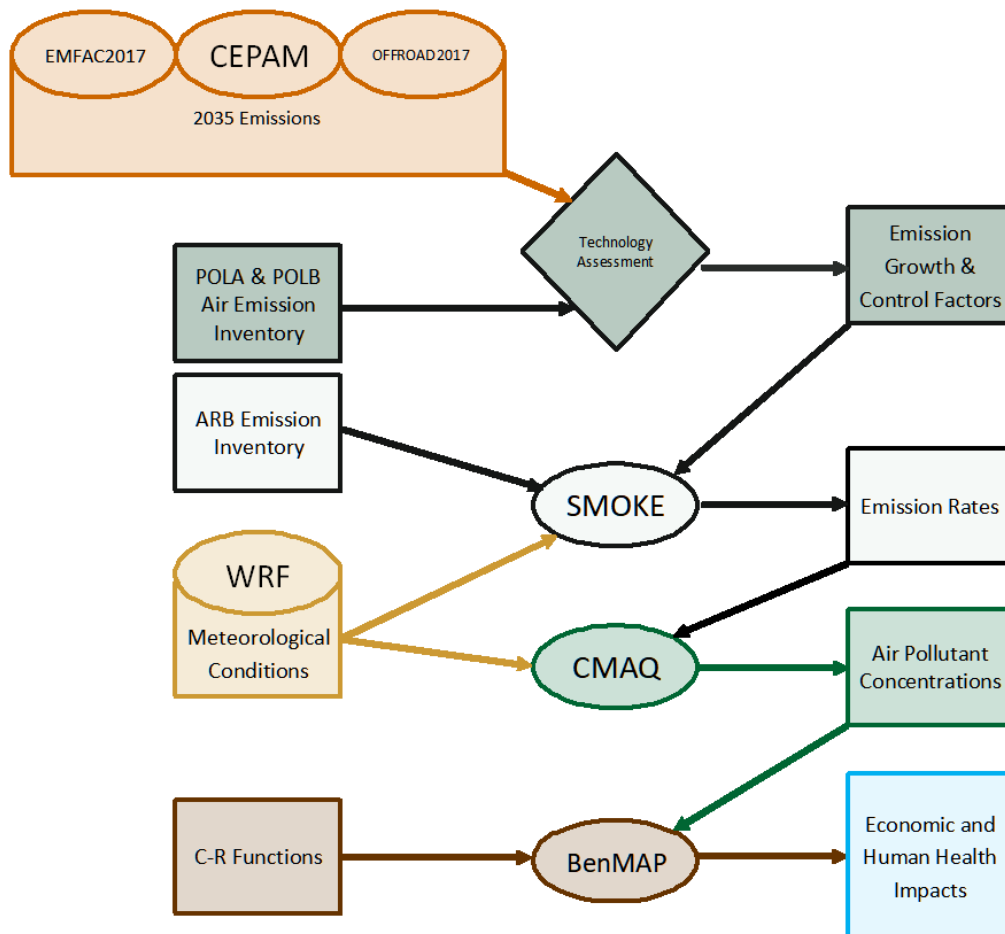 EMFAC2017
CEPAM
OFFROAD2017
2035 Emissions
Technology
Assessment
Emission
Growth &
Control Factors
POLA & POLB
Air Emission
Inventory
ARB Emission
Inventory
SMOKE
Emission Rates
WRF
Meteorological
Conditions
CMAQ
Air Pollutant
Concentrations
C-R Functions
BenMAP
Economic and
Human Health
Impacts